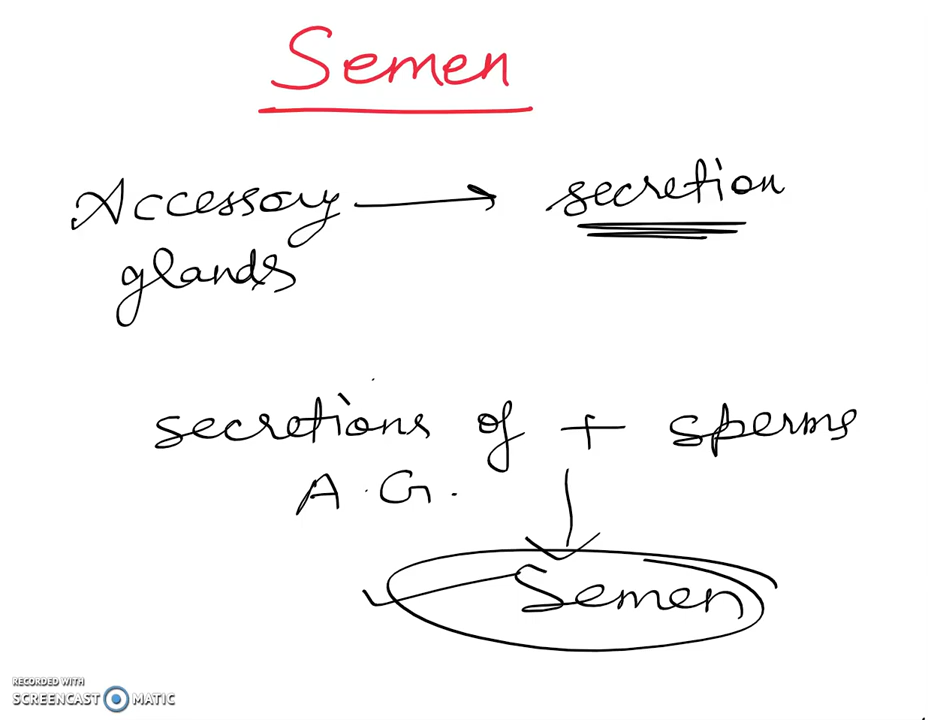 Semen
Accessory → secretion
glands
secretions of + sperms
A.G.
Semen
RECORDED WITH
SCREENCAST MATIC